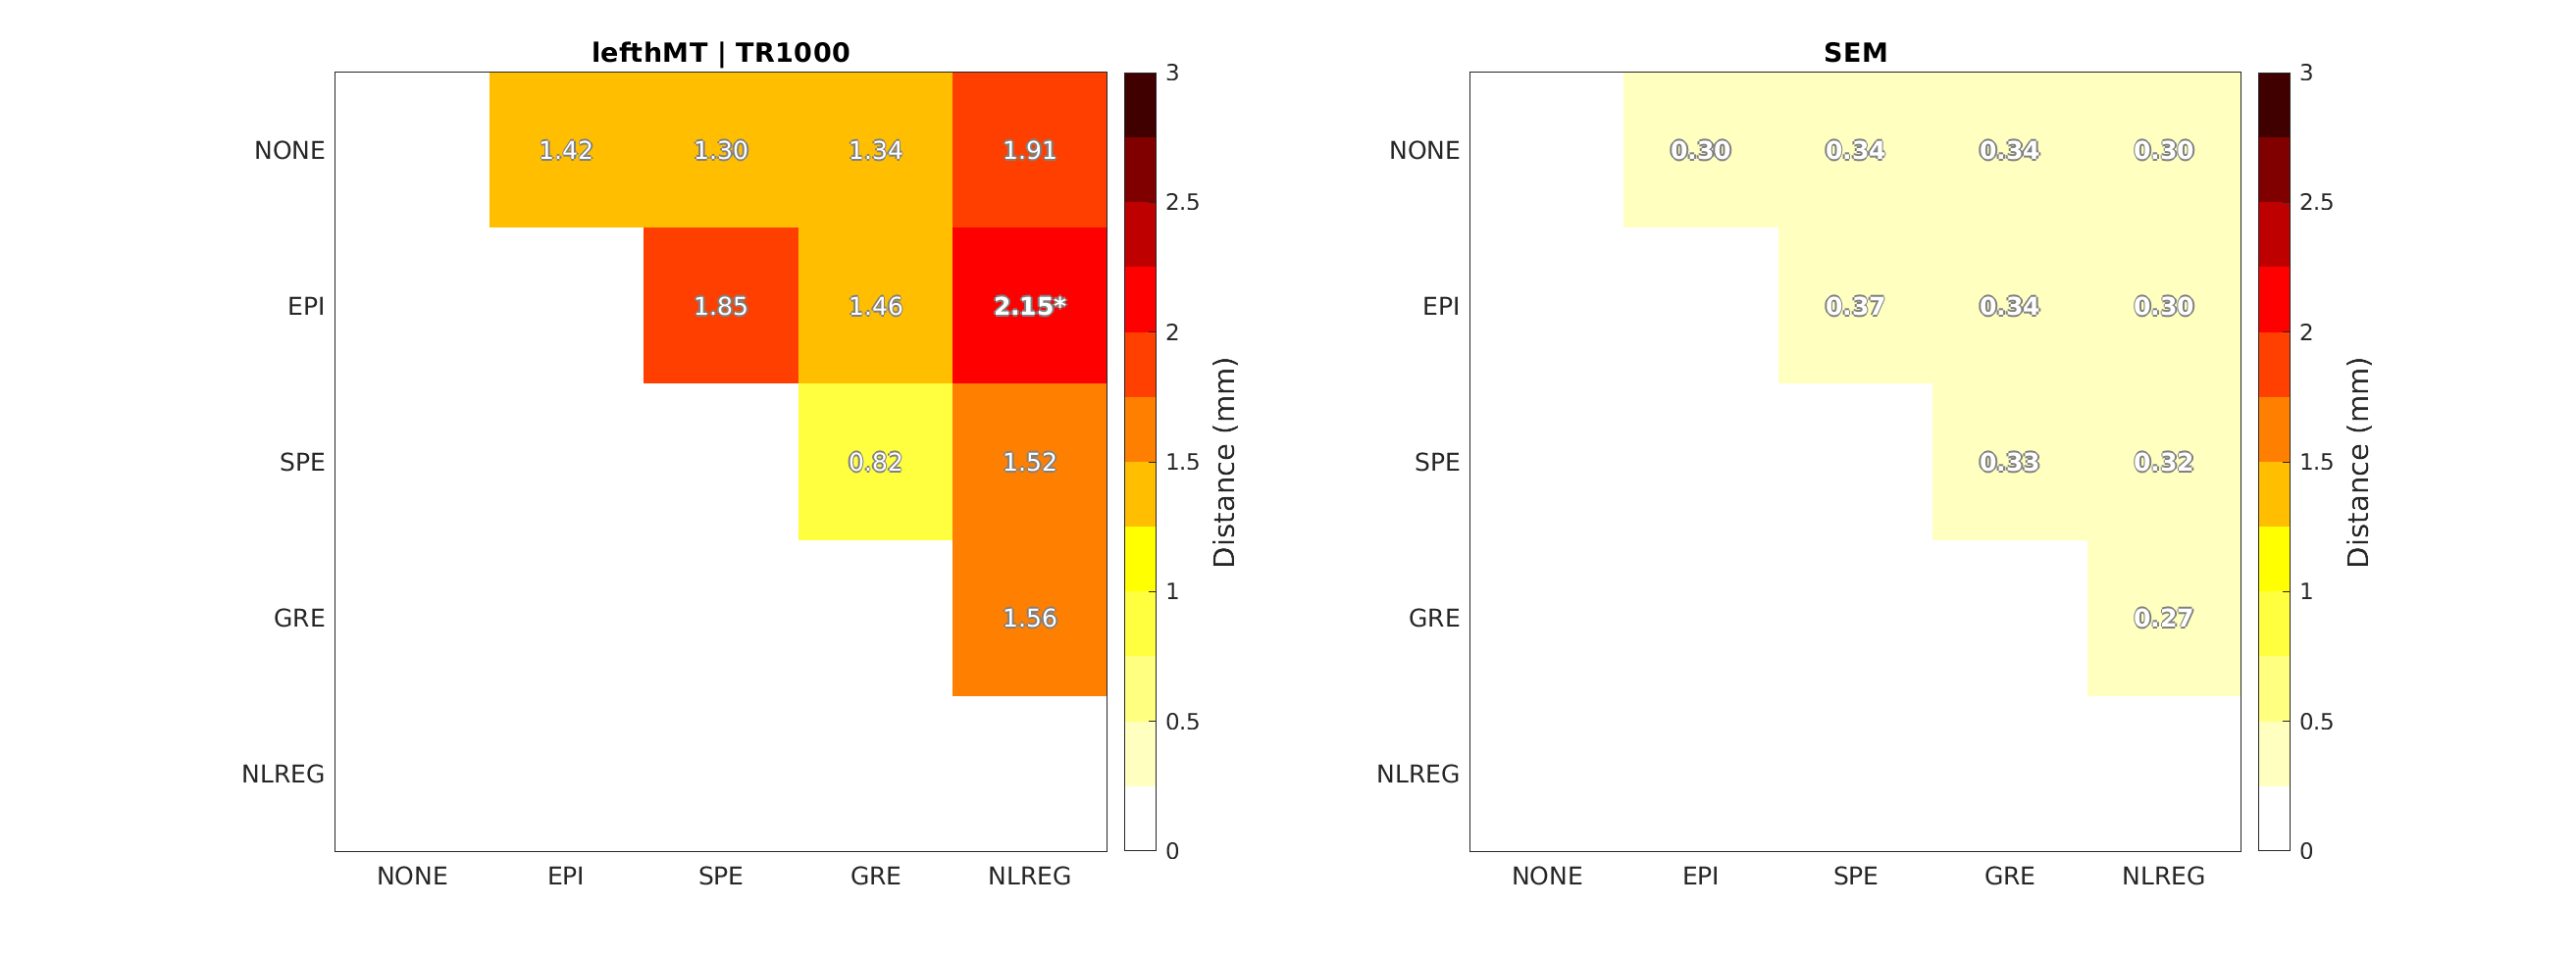 lefthMT | TR1000
NONE 1.42 1.30 1.34 1.91
EPI 1.85 1.46 2.15*
SPE 0.82 1.52
GRE 1.56
NLREG
NONE EPI SPE GRE NLREG
3
2.5
2
1.5
1
0.5
0
Distance (mm)
SEM
NONE 0.30 0.34 0.34 0.30
EPI 0.37 0.34 0.30
SPE 0.33 0.32
GRE 0.27
NLREG
NONE EPI SPE GRE NLREG
3
2.5
2
1.5
1
0.5
0
Distance (mm)